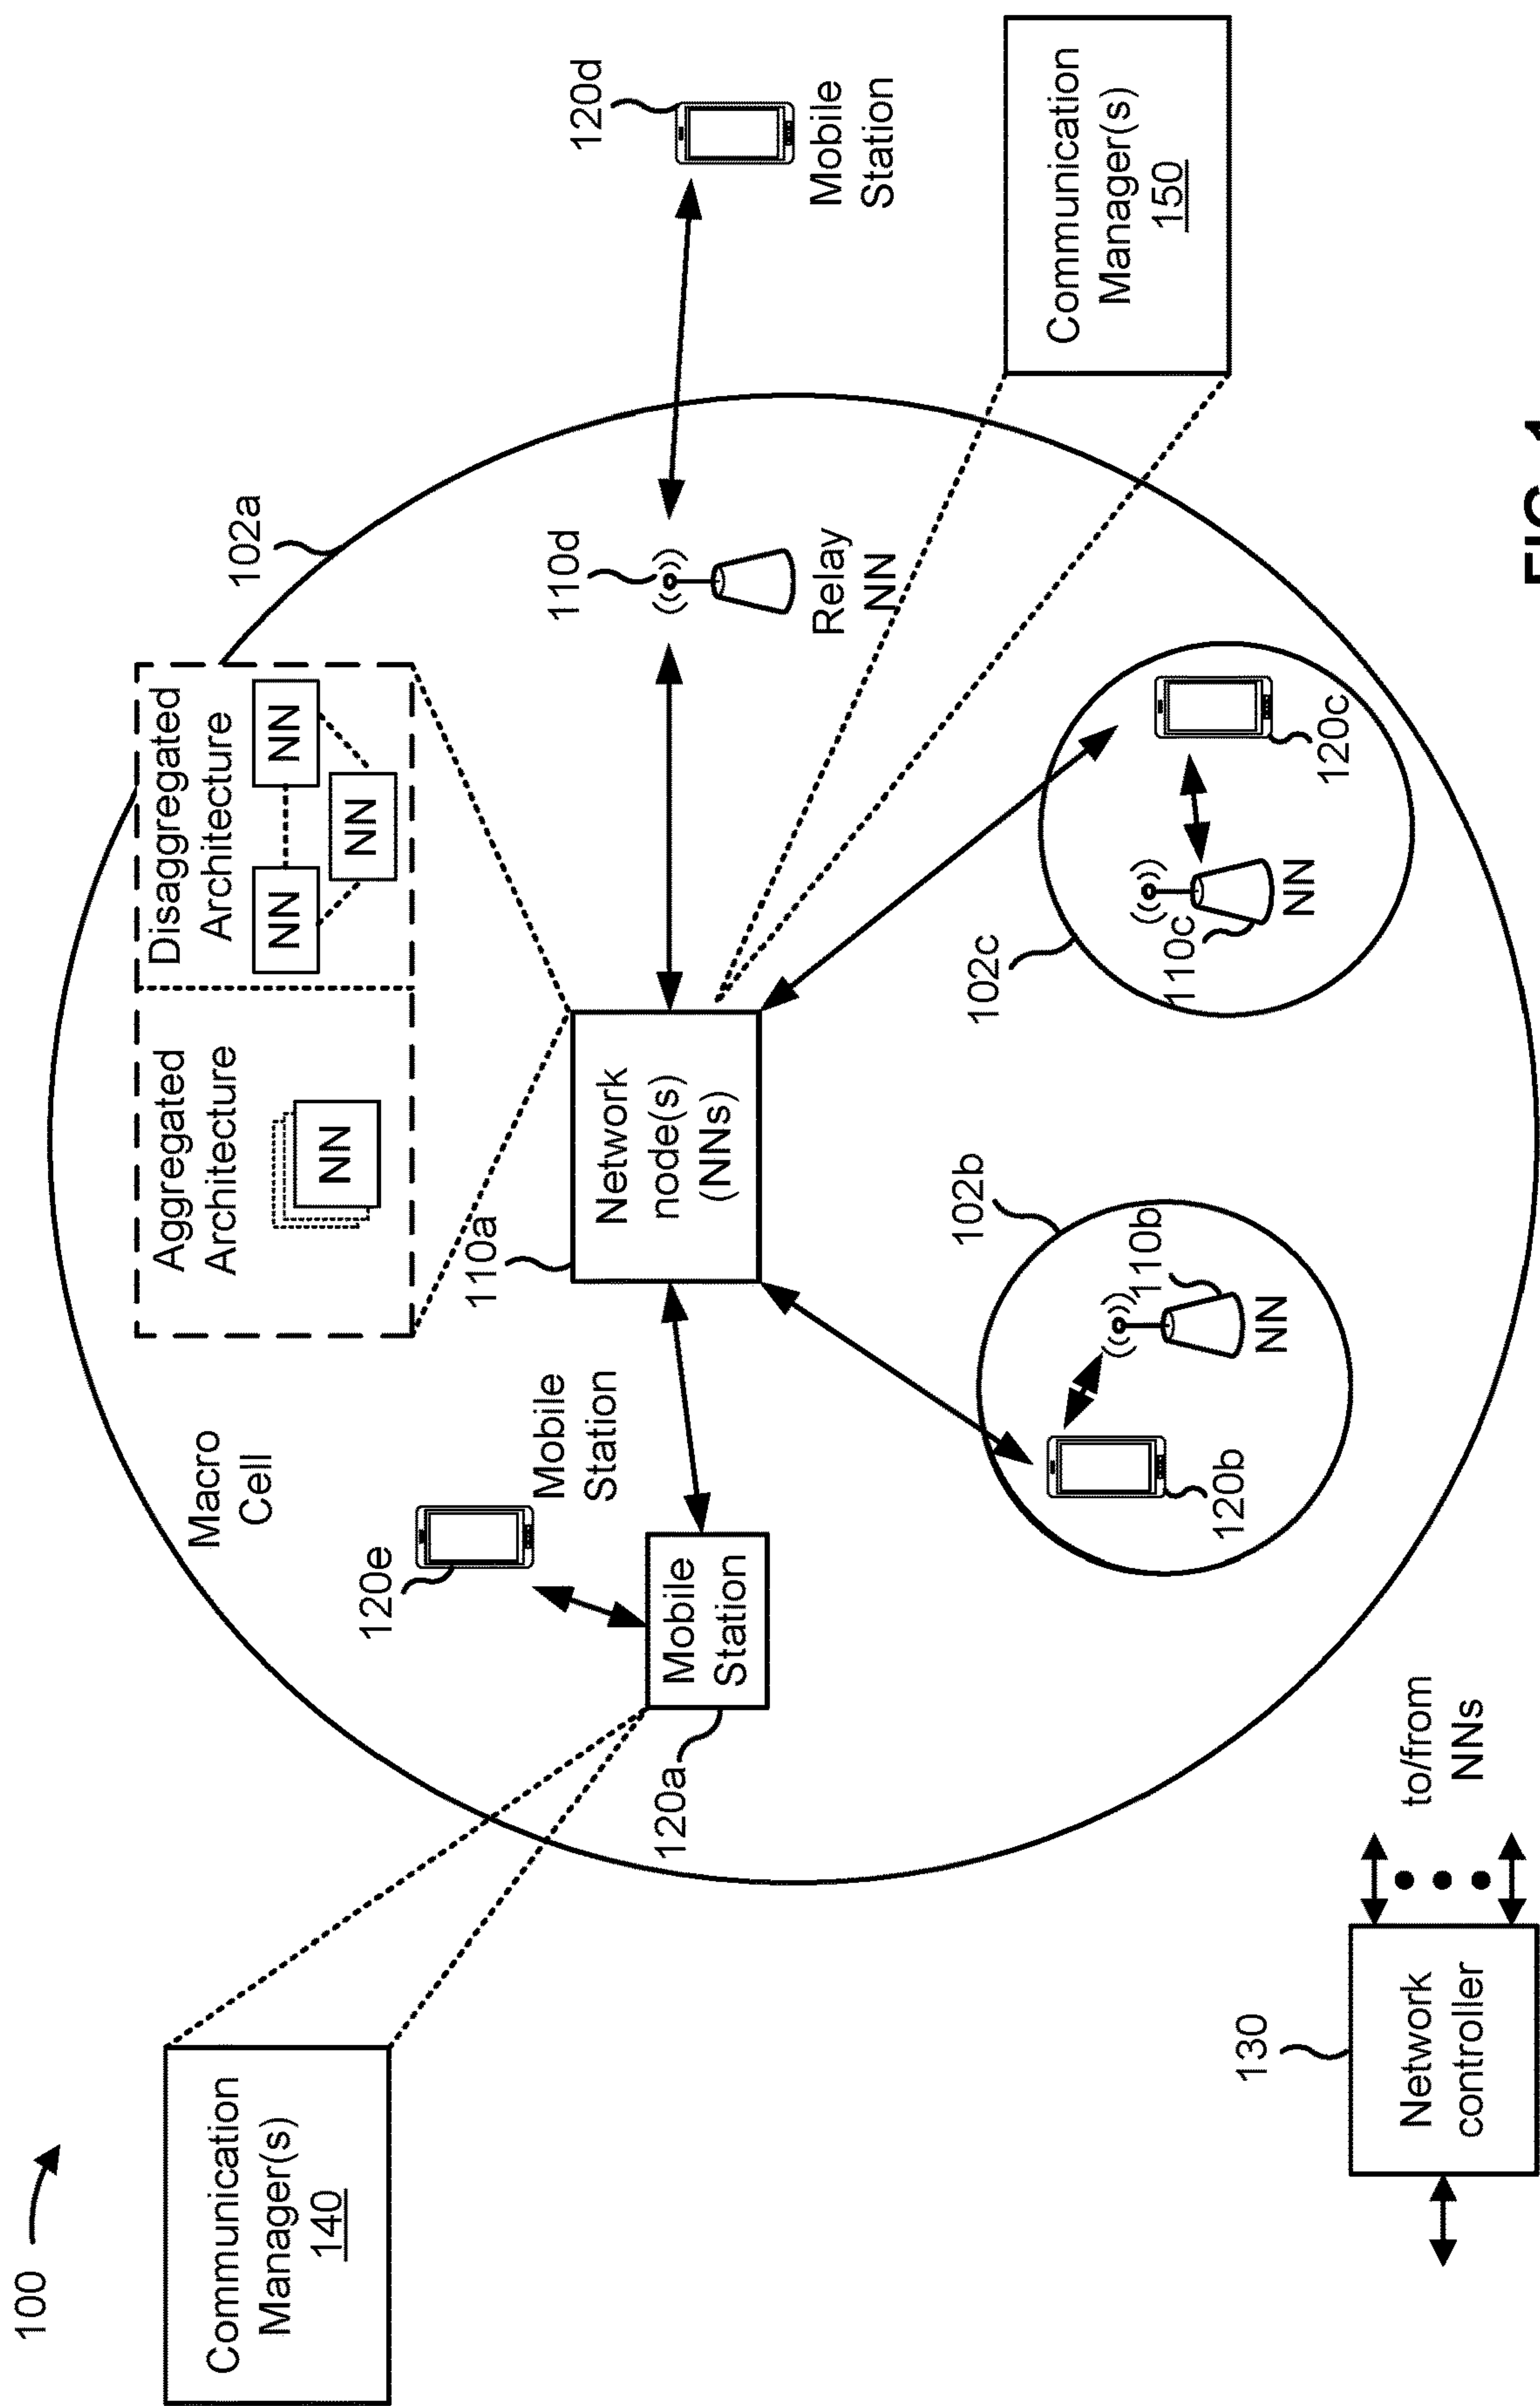 100
Communication
Manager(s)
140
Macro
Cell
Aggregated
Architecture
NN
Disaggregated
Architecture
NN
NN
NN
102a
120e
Mobile
Station
110a
Network
node(s)
(NNs)
110d
Relay
NN
120d
Mobile
Station
Mobile
Station
120a
102b
110b
NN
120b
102c
110c
NN
120c
Communication
Manager(s)
150
130
Network
controller
to/from
NNs